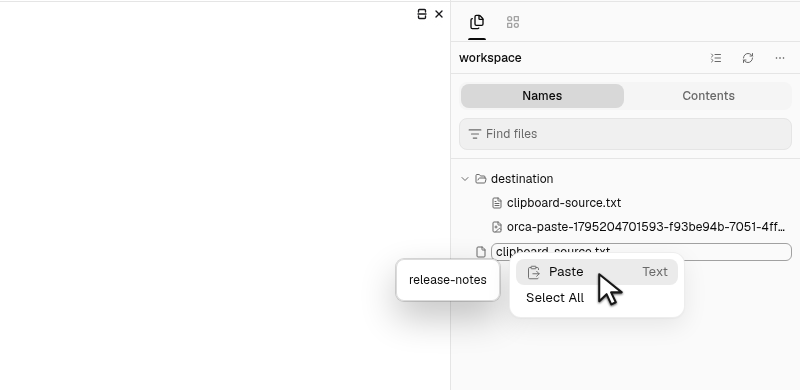 workspace
Names
Contents
Find files
destination
clipboard-source.txt
orca-paste-1795204701593-f93be94b-7051-4ff…
clipboard-source.txt
release-notes
Paste Text
Select All